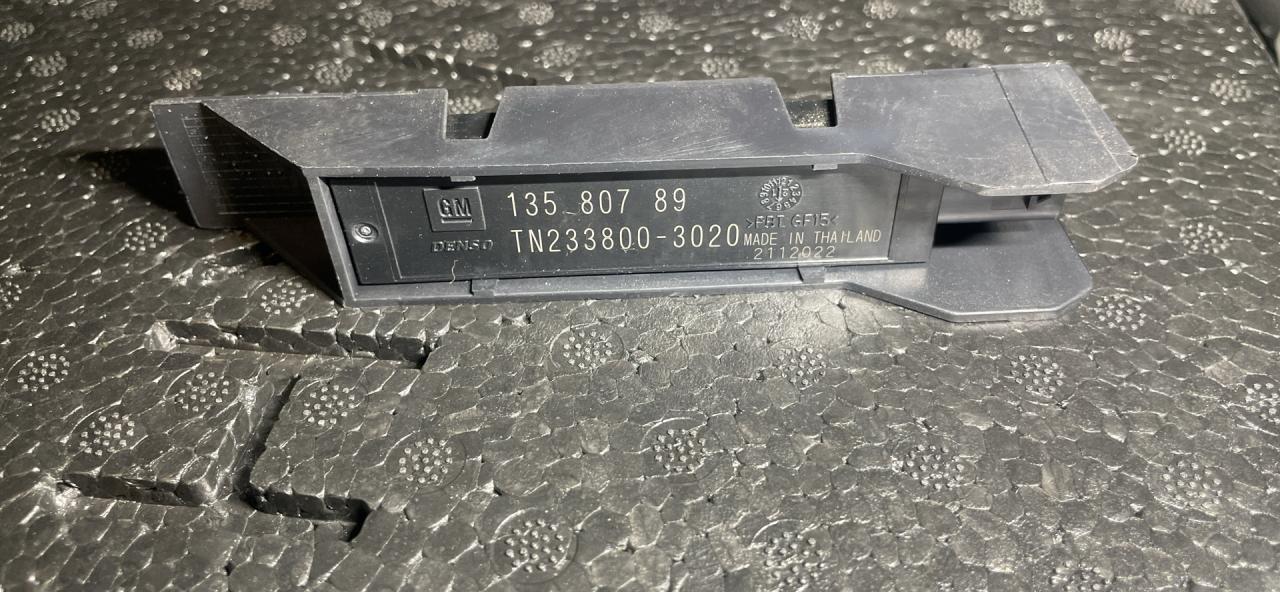 GM
135 807 89
DENSO
TN233800-3020
>PBT GF15<
MADE IN THAILAND
2112022